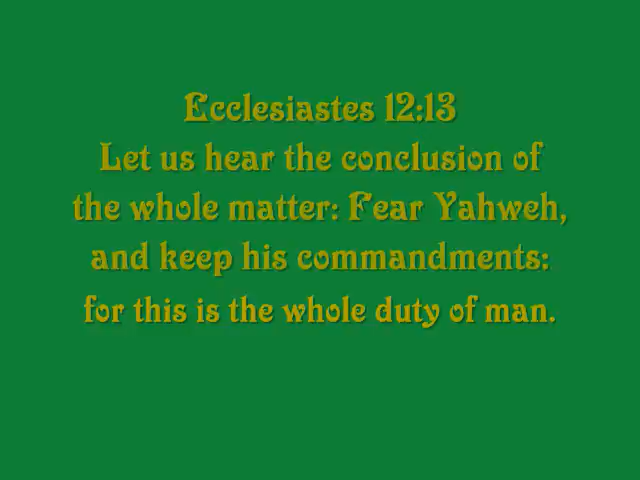 Ecclesiastes 12:13
Let us hear the conclusion of
the whole matter: Fear Yahweh,
and keep his commandments:
for this is the whole duty of man.